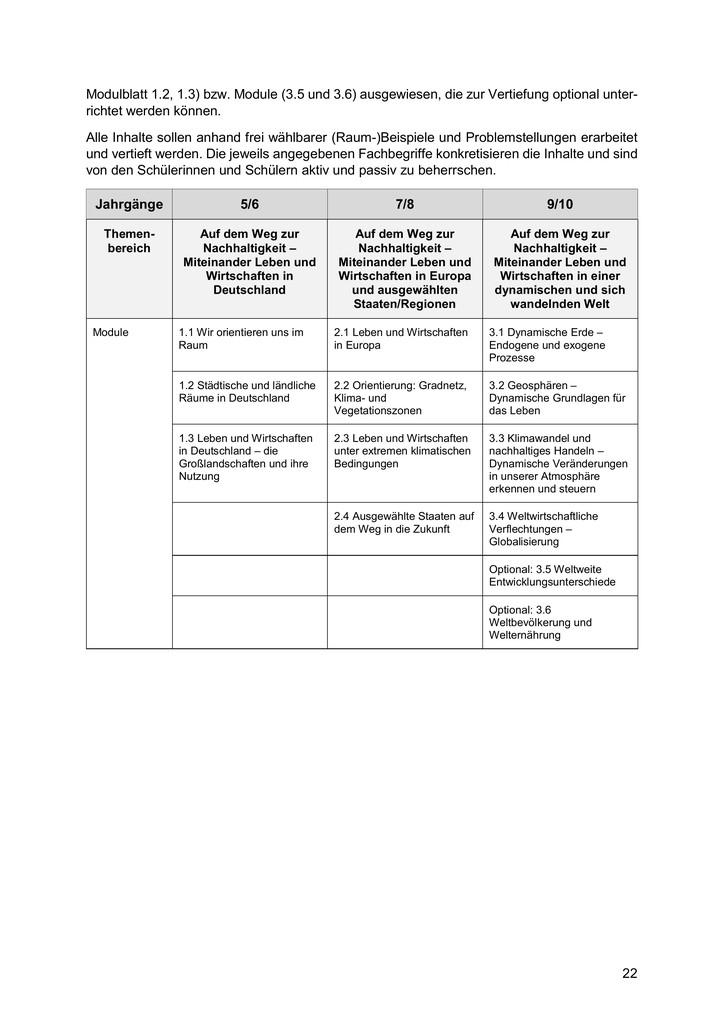 Modulblatt 1.2, 1.3) bzw. Module (3.5 und 3.6) ausgewiesen, die zur Vertiefung optional unter-
richtet werden können.
Alle Inhalte sollen anhand frei wählbarer (Raum-)Beispiele und Problemstellungen erarbeitet
und vertieft werden. Die jeweils angegebenen Fachbegriffe konkretisieren die Inhalte und sind
von den Schülerinnen und Schülern aktiv und passiv zu beherrschen.
Jahrgänge
5/6
7/8
9/10
Themen-
bereich
Auf dem Weg zur
Nachhaltigkeit –
Miteinander Leben und
Wirtschaften in
Deutschland
Auf dem Weg zur
Nachhaltigkeit –
Miteinander Leben und
Wirtschaften in Europa
und ausgewählten
Staaten/Regionen
Auf dem Weg zur
Nachhaltigkeit –
Miteinander Leben und
Wirtschaften in einer
dynamischen und sich
wandelnden Welt
Module
1.1 Wir orientieren uns im
Raum
2.1 Leben und Wirtschaften
in Europa
3.1 Dynamische Erde –
Endogene und exogene
Prozesse
1.2 Städtische und ländliche
Räume in Deutschland
2.2 Orientierung: Gradnetz,
Klima- und
Vegetationszonen
3.2 Geosphären –
Dynamische Grundlagen für
das Leben
1.3 Leben und Wirtschaften
in Deutschland – die
Großlandschaften und ihre
Nutzung
2.3 Leben und Wirtschaften
unter extremen klimatischen
Bedingungen
3.3 Klimawandel und
nachhaltiges Handeln –
Dynamische Veränderungen
in unserer Atmosphäre
erkennen und steuern
2.4 Ausgewählte Staaten auf
dem Weg in die Zukunft
3.4 Weltwirtschaftliche
Verflechtungen –
Globalisierung
Optional: 3.5 Weltweite
Entwicklungsunterschiede
Optional: 3.6
Weltbevölkerung und
Welternährung
22